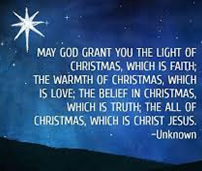 MAY GOD GRANT YOU THE LIGHT OF
CHRISTMAS, WHICH IS FAITH;
THE WARMTH OF CHRISTMAS, WHICH
IS LOVE; THE BELIEF IN CHRISTMAS,
WHICH IS TRUTH; THE ALL OF
CHRISTMAS, WHICH IS CHRIST JESUS.
-Unknown